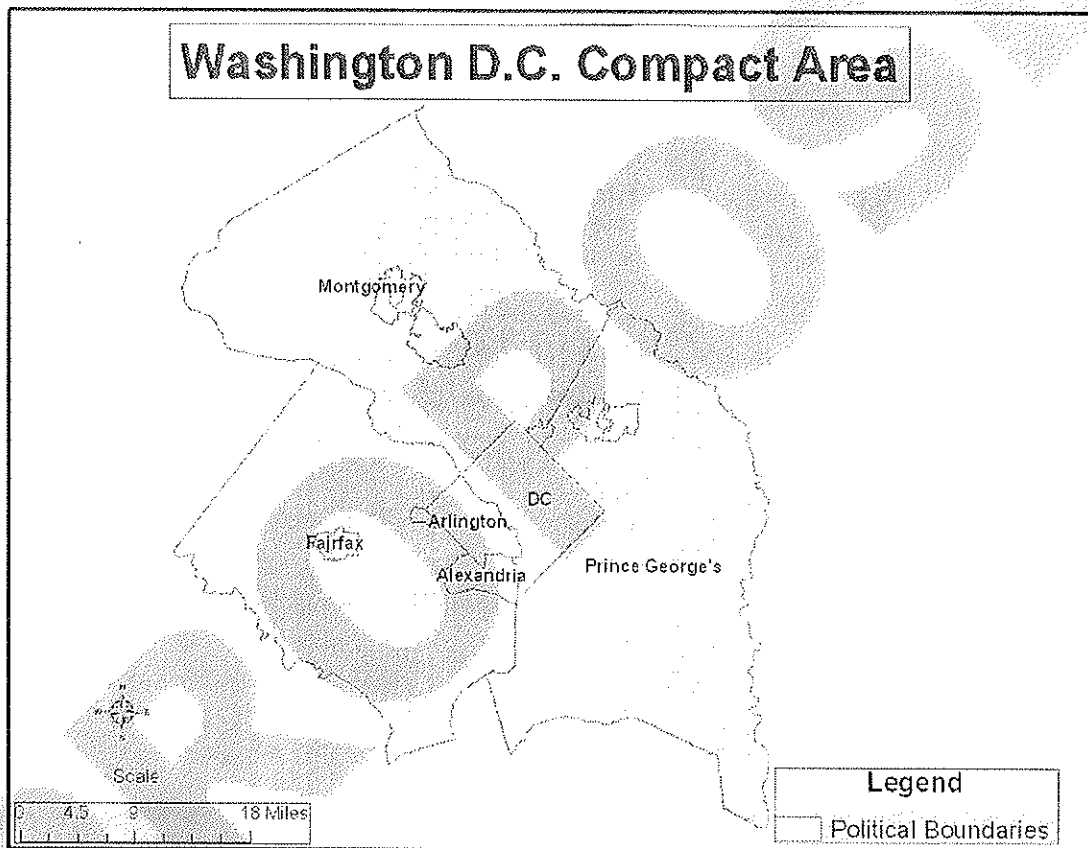 Washington D.C. Compact Area
Montgomery
DC
Arlington
Fairfax
Alexandria
Prince George's
Scale
0 4.5 9 18 Miles
Legend
Political Boundaries